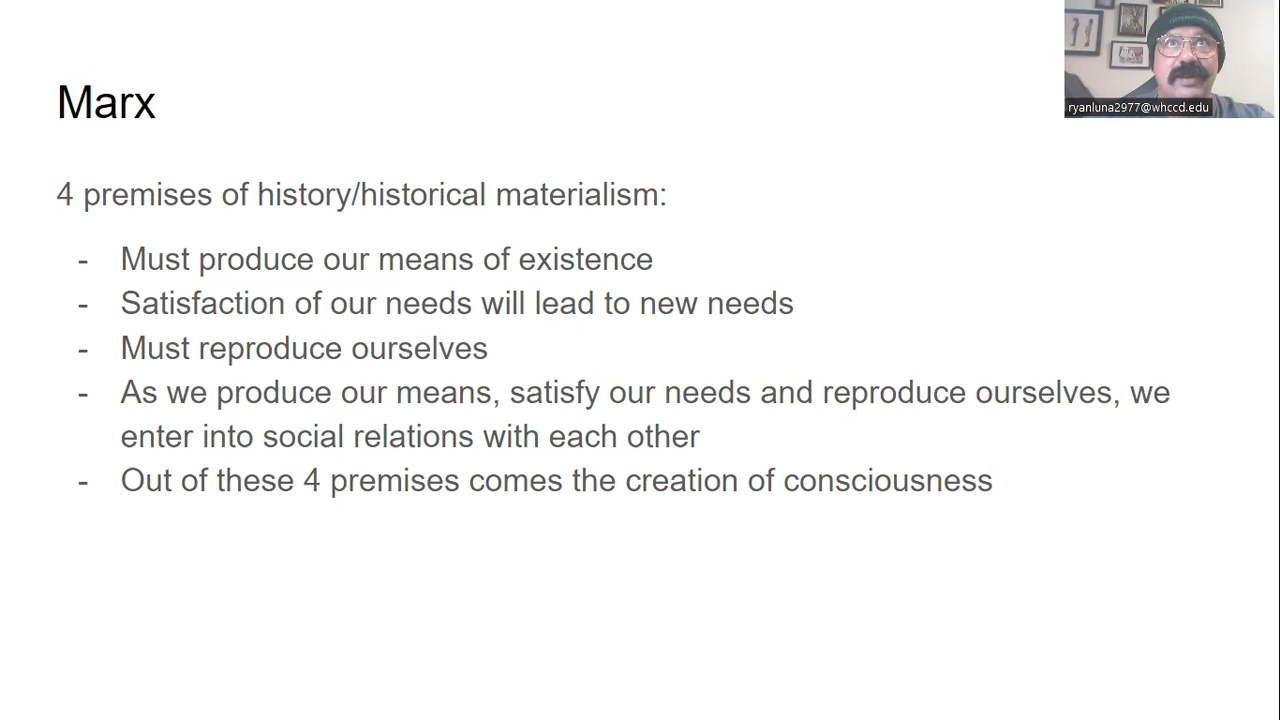 Marx
ryanluna2977@whccd.edu
4 premises of history/historical materialism:
- Must produce our means of existence
- Satisfaction of our needs will lead to new needs
- Must reproduce ourselves
- As we produce our means, satisfy our needs and reproduce ourselves, we
enter into social relations with each other
- Out of these 4 premises comes the creation of consciousness